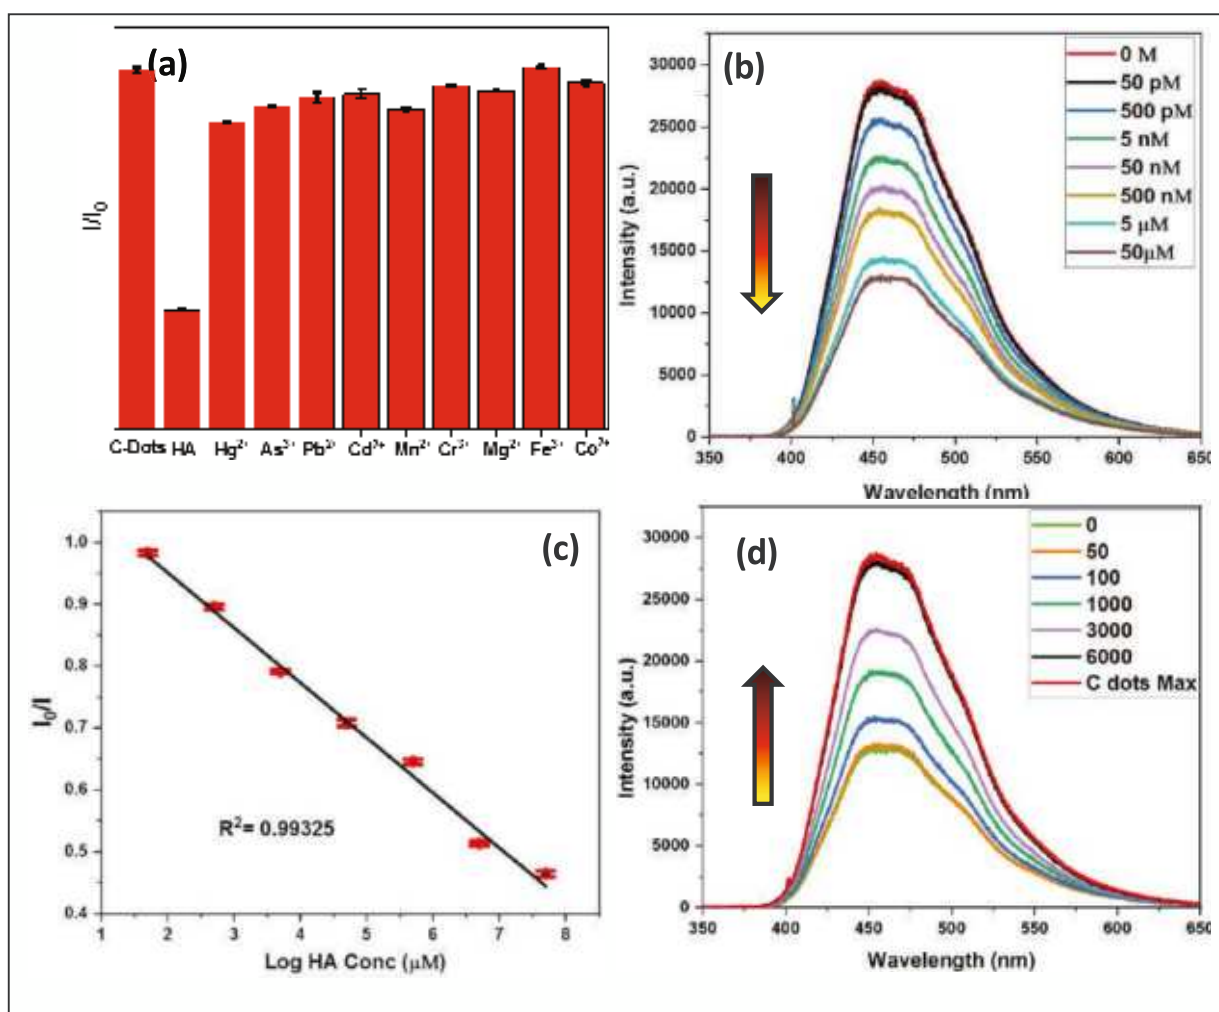 (a)
I/I0
C-Dots HA Hg2+ As3+ Pb2+ Cd2+ Mn2+ Cr3+ Mg2+ Fe3+ Co2+
(b)
0 M
50 pM
500 pM
5 nM
50 nM
500 nM
5 µM
50µM
30000
25000
20000
15000
10000
5000
0
Intensity (a.u.)
350 400 450 500 550 600 650
Wavelength (nm)
(c)
1.0
0.9
0.8
0.7
0.6
0.5
0.4
I0/I
R2= 0.99325
1 2 3 4 5 6 7 8
Log HA Conc (µM)
(d)
0
50
100
1000
3000
6000
C dots Max
30000
25000
20000
15000
10000
5000
0
Intensity (a.u.)
350 400 450 500 550 600 650
Wavelength (nm)